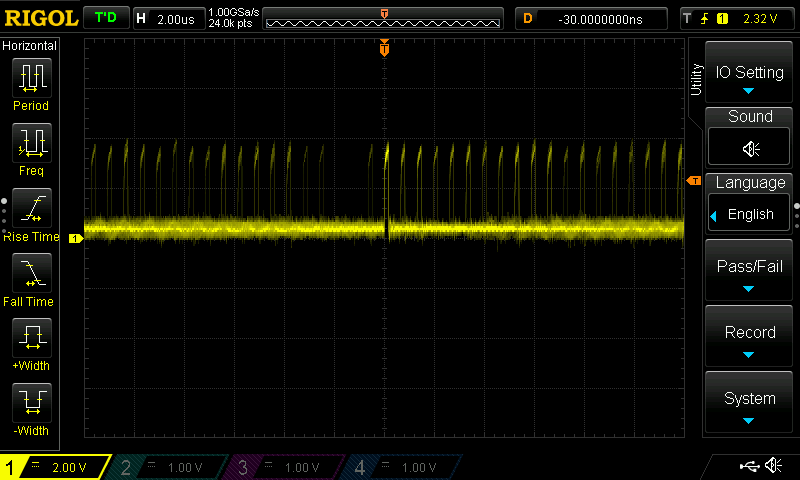 RIGOL T'D H 2.00us 1.00GSa/s 24.0k pts T D -30.0000000ns T 1 2.32 V
Horizontal
Period
Freq
Rise Time
Fall Time
+Width
-Width
T
T
1
Utility
IO Setting
Sound
Language
English
Pass/Fail
Record
System
1 2.00 V 2 1.00 V 3 1.00 V 4 1.00 V